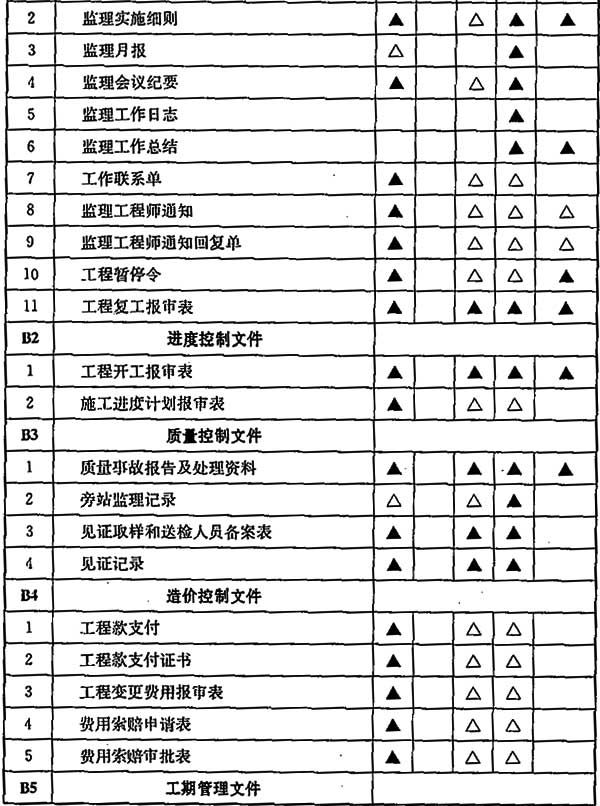 2 监理实施细则 ▲ △ ▲ ▲
3 监理月报 △ ▲
4 监理会议纪要 ▲ △ ▲
5 监理工作日志 ▲
6 监理工作总结 ▲ ▲
7 工作联系单 ▲ △ △
8 监理工程师通知 ▲ △ △ △
9 监理工程师通知回复单 ▲ △ △ △
10 工程暂停令 ▲ △ △ ▲
11 工程复工报审表 ▲ ▲ ▲ ▲
B2 进度控制文件
1 工程开工报审表 ▲ ▲ ▲ ▲
2 施工进度计划报审表 ▲ △ △
B3 质量控制文件
1 质量事故报告及处理资料 ▲ ▲ ▲ ▲
2 旁站监理记录 △ △ ▲
3 见证取样和送检人员备案表 ▲ ▲ ▲
4 见证记录 ▲ ▲ ▲
B4 造价控制文件
1 工程款支付 ▲ △ △
2 工程款支付证书 ▲ △ △
3 工程变更费用报审表 ▲ △ △
4 费用索赔申请表 ▲ △ △
5 费用索赔审批表 ▲ △ △
B5 工期管理文件